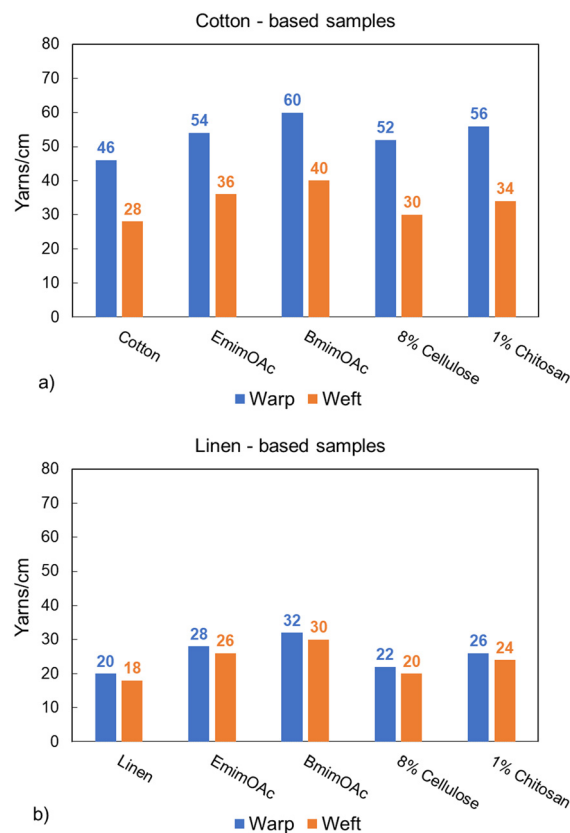 Cotton - based samples
80
70
60
50
40
30
20
10
0
Yarns/cm
46
28
54
36
60
40
52
30
56
34
Cotton
EmimOAc
BmimOAc
8% Cellulose
1% Chitosan
a)
Warp Weft
Linen - based samples
80
70
60
50
40
30
20
10
0
Yarns/cm
20
18
28
26
32
30
22
20
26
24
Linen
EmimOAc
BmimOAc
8% Cellulose
1% Chitosan
b)
Warp Weft